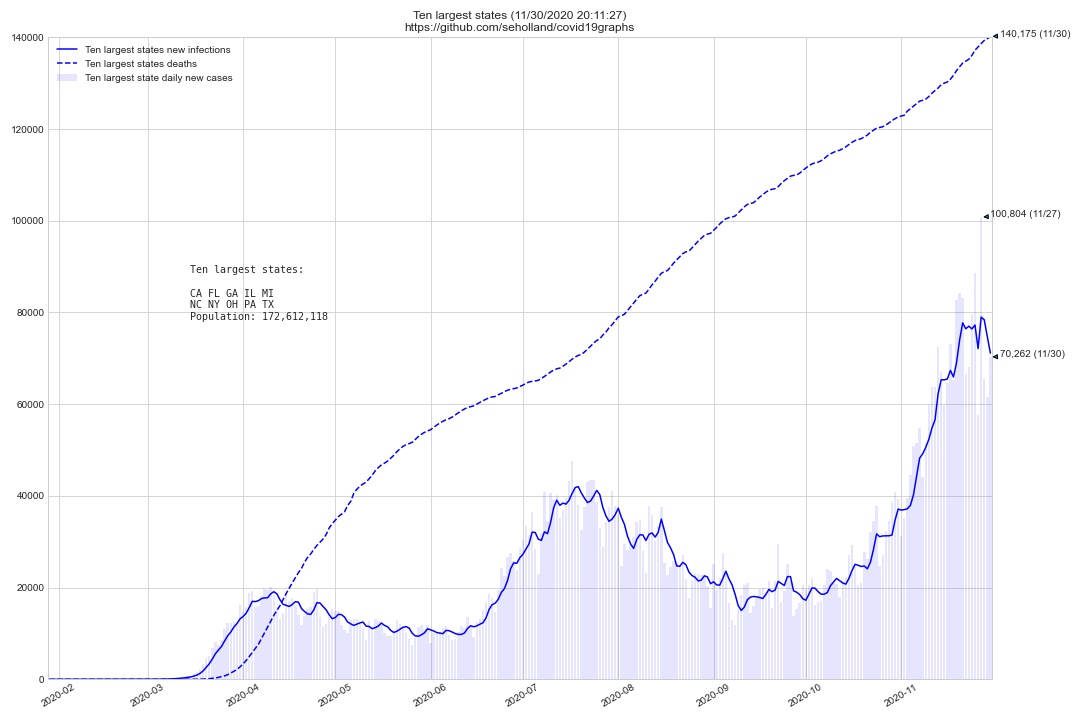 Ten largest states (11/30/2020 20:11:27)
https://github.com/seholland/covid19graphs
140,175 (11/30)
Ten largest states new infections
Ten largest states deaths
Ten largest state daily new cases
140000
120000
100000
80000
60000
40000
20000
0
100,804 (11/27)
70,262 (11/30)
Ten largest states:
CA FL GA IL MI
NC NY OH PA TX
Population: 172,612,118
2020-02
2020-03
2020-04
2020-05
2020-06
2020-07
2020-08
2020-09
2020-10
2020-11